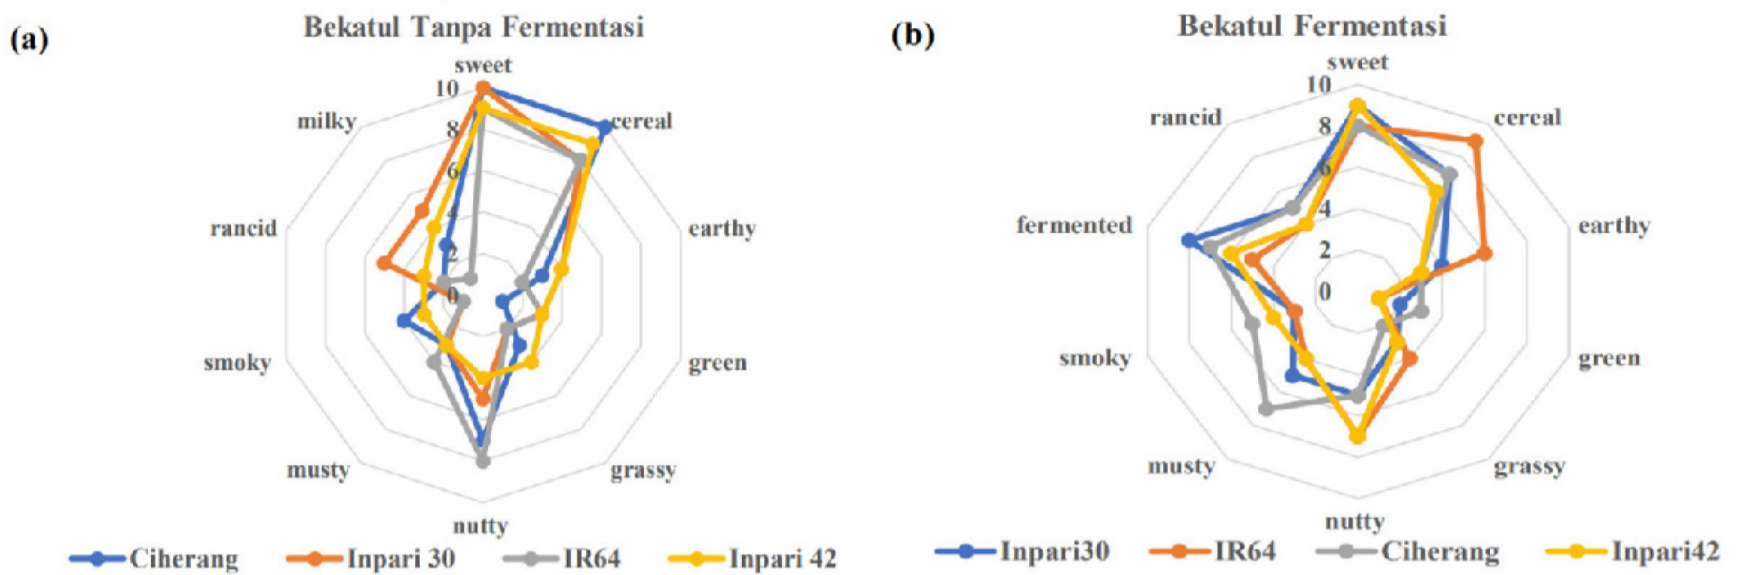 (a)
Bekatul Tanpa Fermentasi
sweet
10
milky
cereal
8
6
rancid
earthy
4
2
0
smoky
green
musty
grassy
nutty
Ciherang
Inpari 30
IR64
Inpari 42
(b)
Bekatul Fermentasi
sweet
10
rancid
cereal
8
6
fermented
earthy
4
2
0
smoky
green
musty
grassy
nutty
Inpari30
IR64
Ciherang
Inpari42